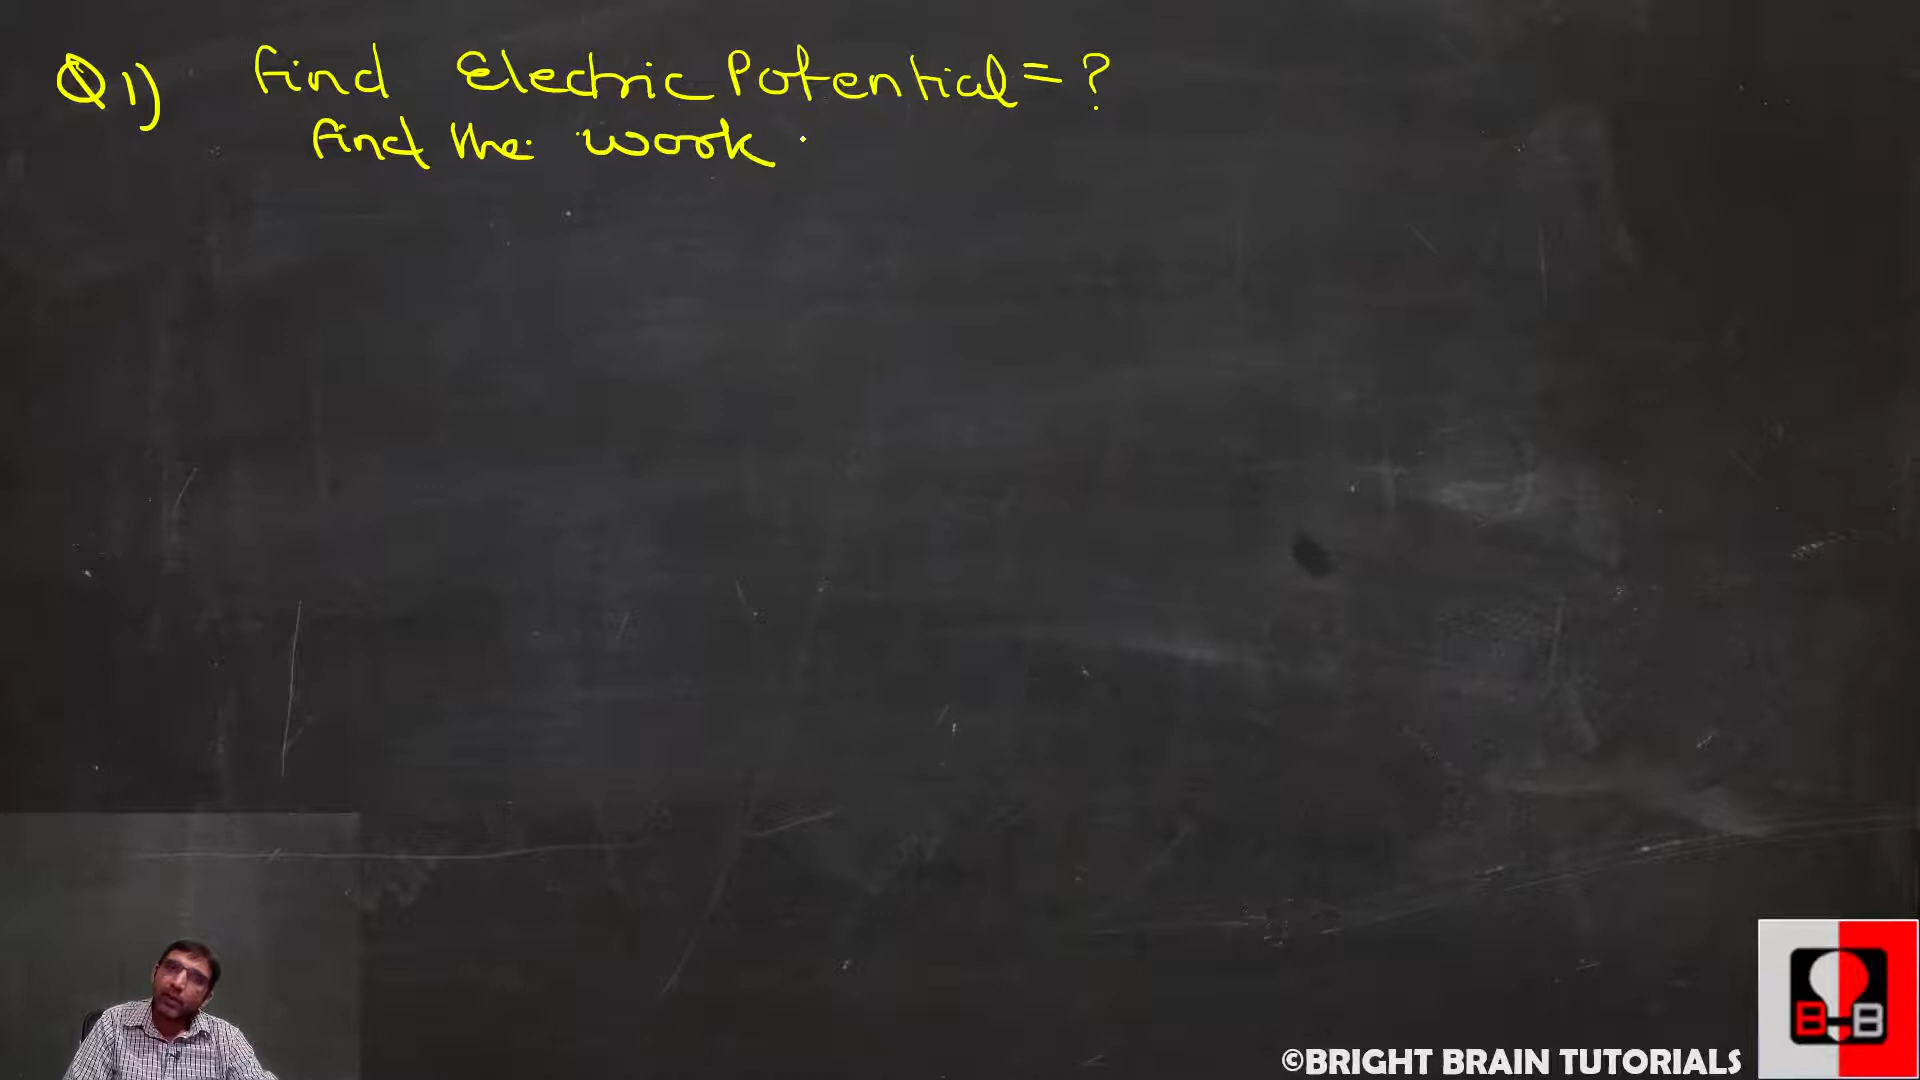 Q1) Find Electric Potential = ?
Find the work
B B
©BRIGHT BRAIN TUTORIALS